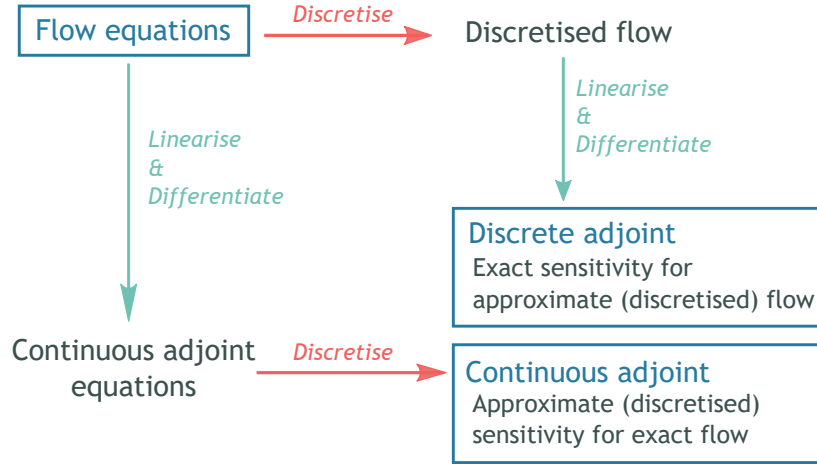 Flow equations
Discretise
Discretised flow
Linearise
&
Differentiate
Linearise
&
Differentiate
Discrete adjoint
Exact sensitivity for
approximate (discretised) flow
Continuous adjoint
equations
Discretise
Continuous adjoint
Approximate (discretised)
sensitivity for exact flow